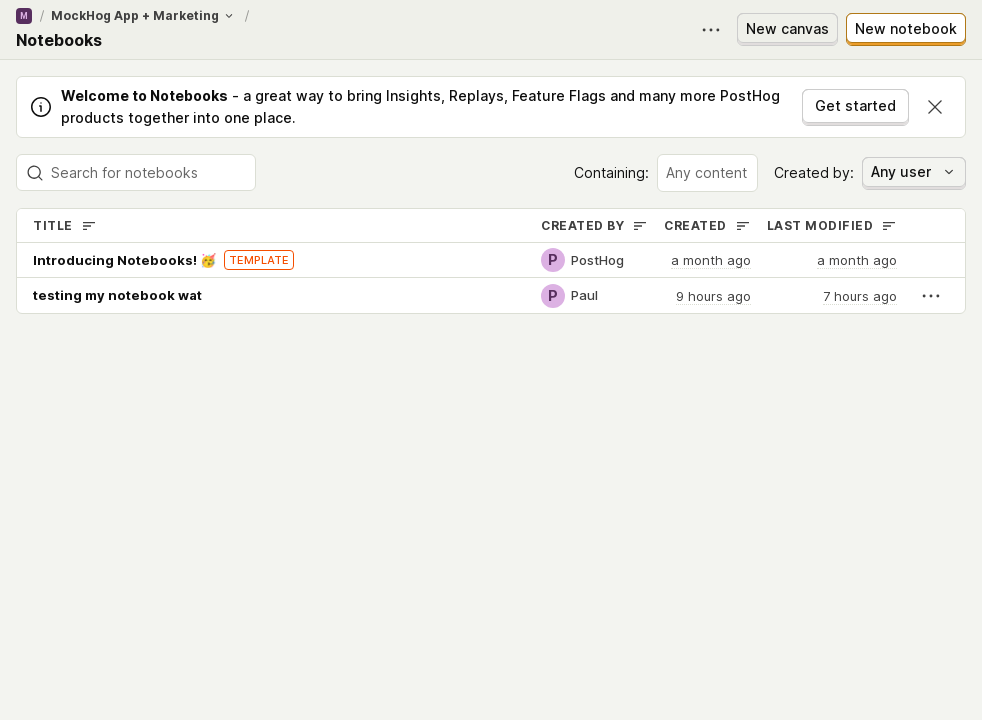 M / MockHog App + Marketing /
Notebooks
New canvas
New notebook
Welcome to Notebooks - a great way to bring Insights, Replays, Feature Flags and many more PostHog
products together into one place.
Get started
Search for notebooks
Containing: Any content
Created by: Any user
TITLE CREATED BY CREATED LAST MODIFIED
Introducing Notebooks! 🥳 TEMPLATE P PostHog a month ago a month ago
testing my notebook wat P Paul 9 hours ago 7 hours ago